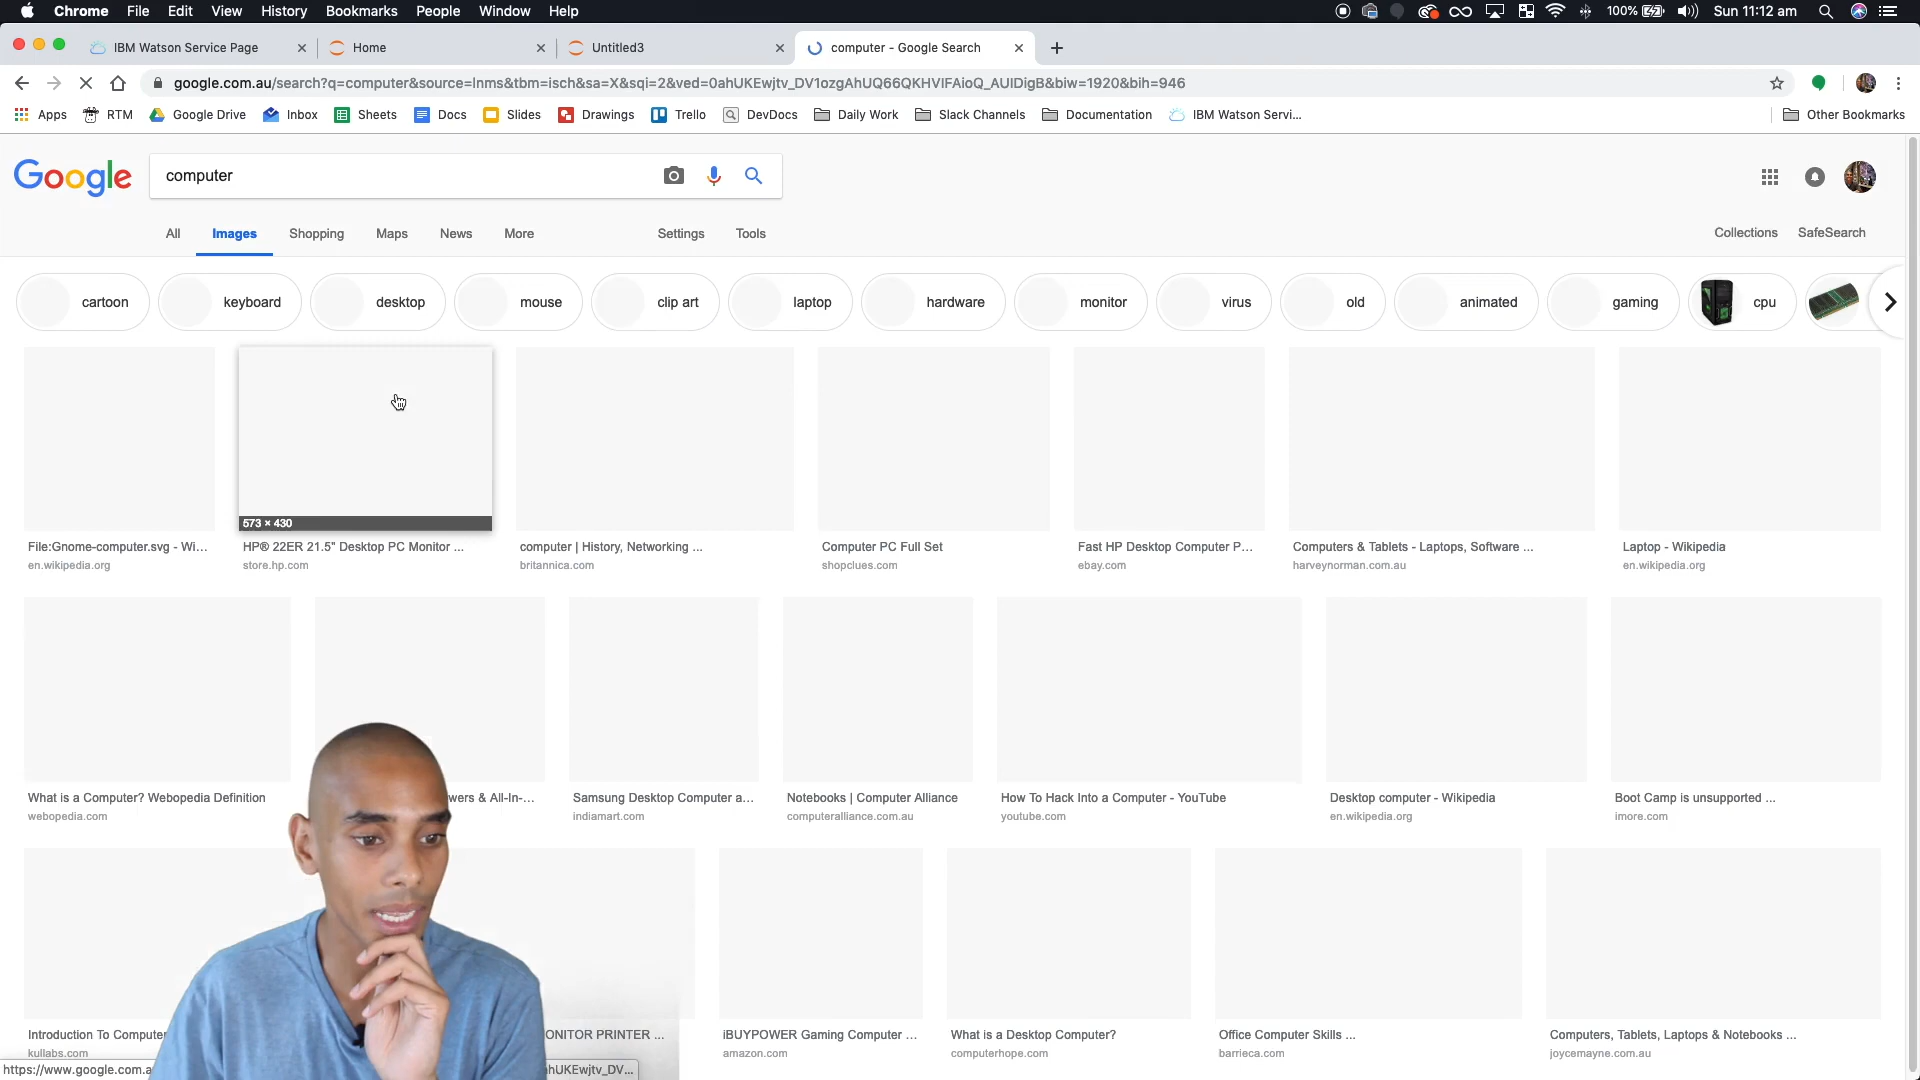 Chrome File Edit View History Bookmarks People Window Help
100% Sun 11:12 am
IBM Watson Service Page
Home
Untitled3
computer - Google Search
google.com.au/search?q=computer&source=lnms&tbm=isch&sa=X&sqi=2&ved=0ahUKEwjtv_DV1ozgAhUQ66QKHVIFAioQ_AUIDigB&biw=1920&bih=946
Apps RTM Google Drive Inbox Sheets Docs Slides Drawings Trello DevDocs Daily Work Slack Channels Documentation IBM Watson Servi... Other Bookmarks
Google
computer
All Images Shopping Maps News More Settings Tools Collections SafeSearch
cartoon keyboard desktop mouse clip art laptop hardware monitor virus old animated gaming cpu
573 × 430
File:Gnome-computer.svg - Wi...
en.wikipedia.org
HP® 22ER 21.5" Desktop PC Monitor ...
store.hp.com
computer | History, Networking ...
britannica.com
Computer PC Full Set
shopclues.com
Fast HP Desktop Computer P...
ebay.com
Computers & Tablets - Laptops, Software ...
harveynorman.com.au
Laptop - Wikipedia
en.wikipedia.org
What is a Computer? Webopedia Definition
webopedia.com
wers & All-In-...
Samsung Desktop Computer a...
indiamart.com
Notebooks | Computer Alliance
computeralliance.com.au
How To Hack Into a Computer - YouTube
youtube.com
Desktop computer - Wikipedia
en.wikipedia.org
Boot Camp is unsupported ...
imore.com
Introduction To Computer
kullabs.com
ONITOR PRINTER ...
iBUYPOWER Gaming Computer ...
amazon.com
What is a Desktop Computer?
computerhope.com
Office Computer Skills ...
barrieca.com
Computers, Tablets, Laptops & Notebooks ...
joycemayne.com.au
https://www.google.com.a
hUKEwjtv_DV...